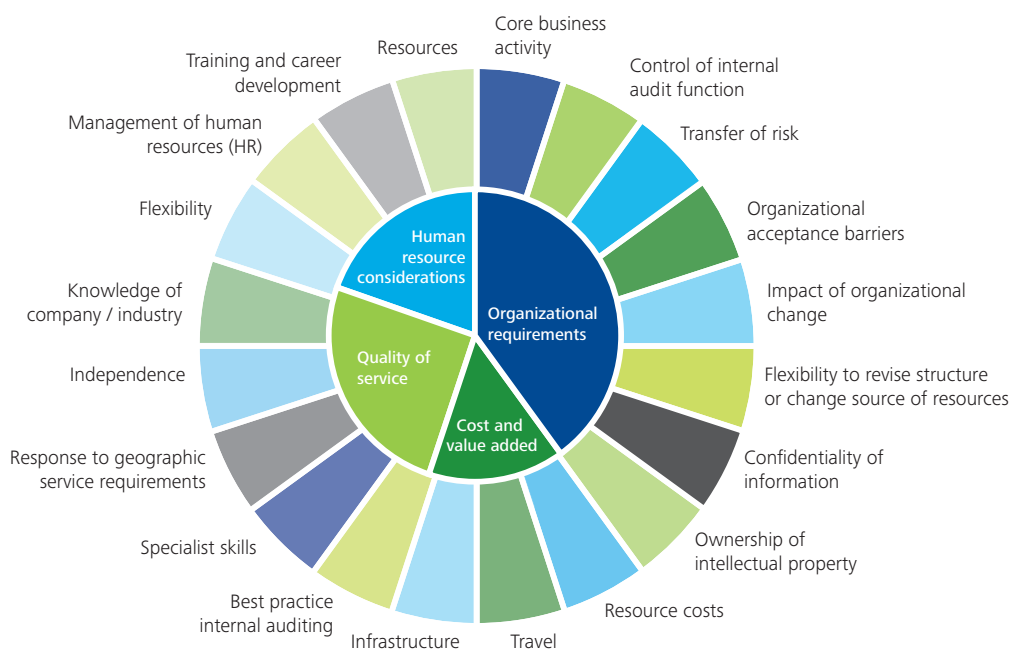 Core business
activity
Control of internal
audit function
Transfer of risk
Organizational
acceptance barriers
Impact of organizational
change
Flexibility to revise structure
or change source of resources
Confidentiality of
information
Ownership of
intellectual property
Resource costs
Travel
Infrastructure
Best practice
internal auditing
Specialist skills
Response to geographic
service requirements
Independence
Knowledge of
company / industry
Flexibility
Management of human
resources (HR)
Training and career
development
Resources
Human
resource
considerations
Organizational
requirements
Quality of
service
Cost and
value added